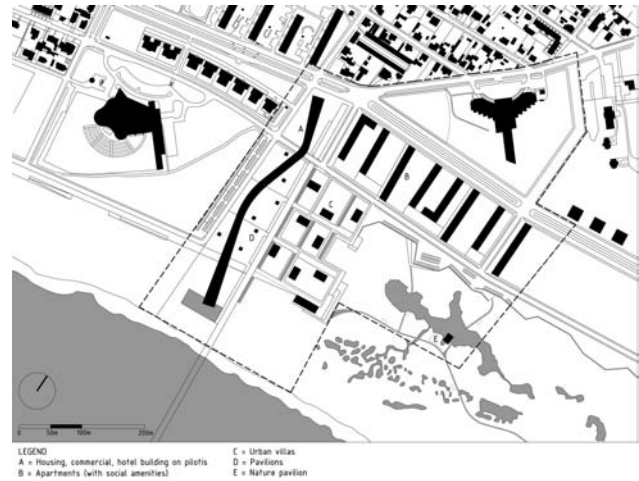 A
B
C
D
E
0 50m 100m 200m
LEGEND
A = Housing, commercial, hotel building on pilotis
B = Apartments (with social amenities)
C = Urban villas
D = Pavilions
E = Nature pavilion